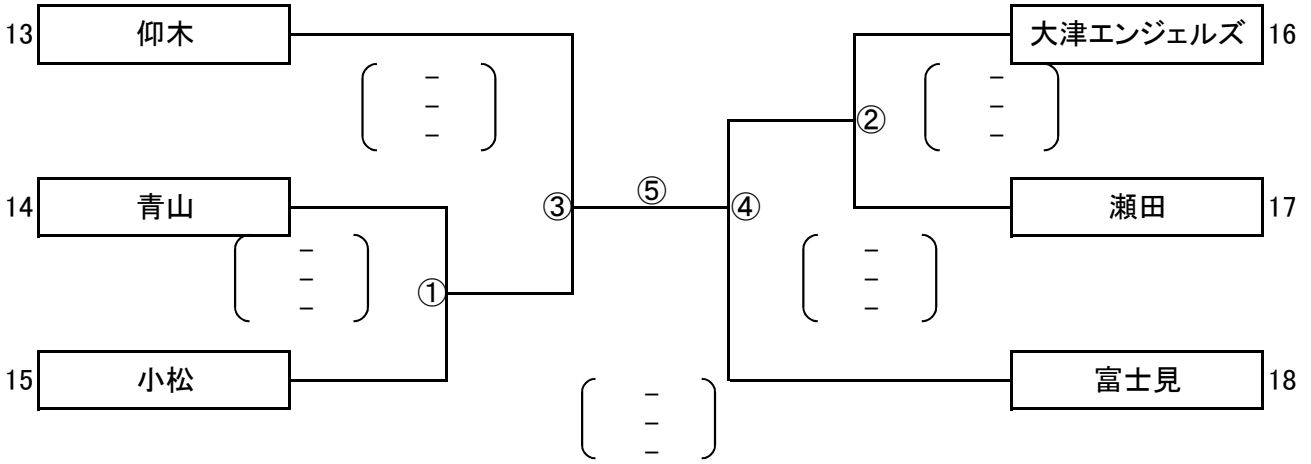 13 仰木
大津エンジェルズ 16
－ －
－ －
－ －
②
14 青山
③ ⑤ ④
瀬田 17
－ －
－ －
－ －
①
15 小松
富士見 18
－
－
－